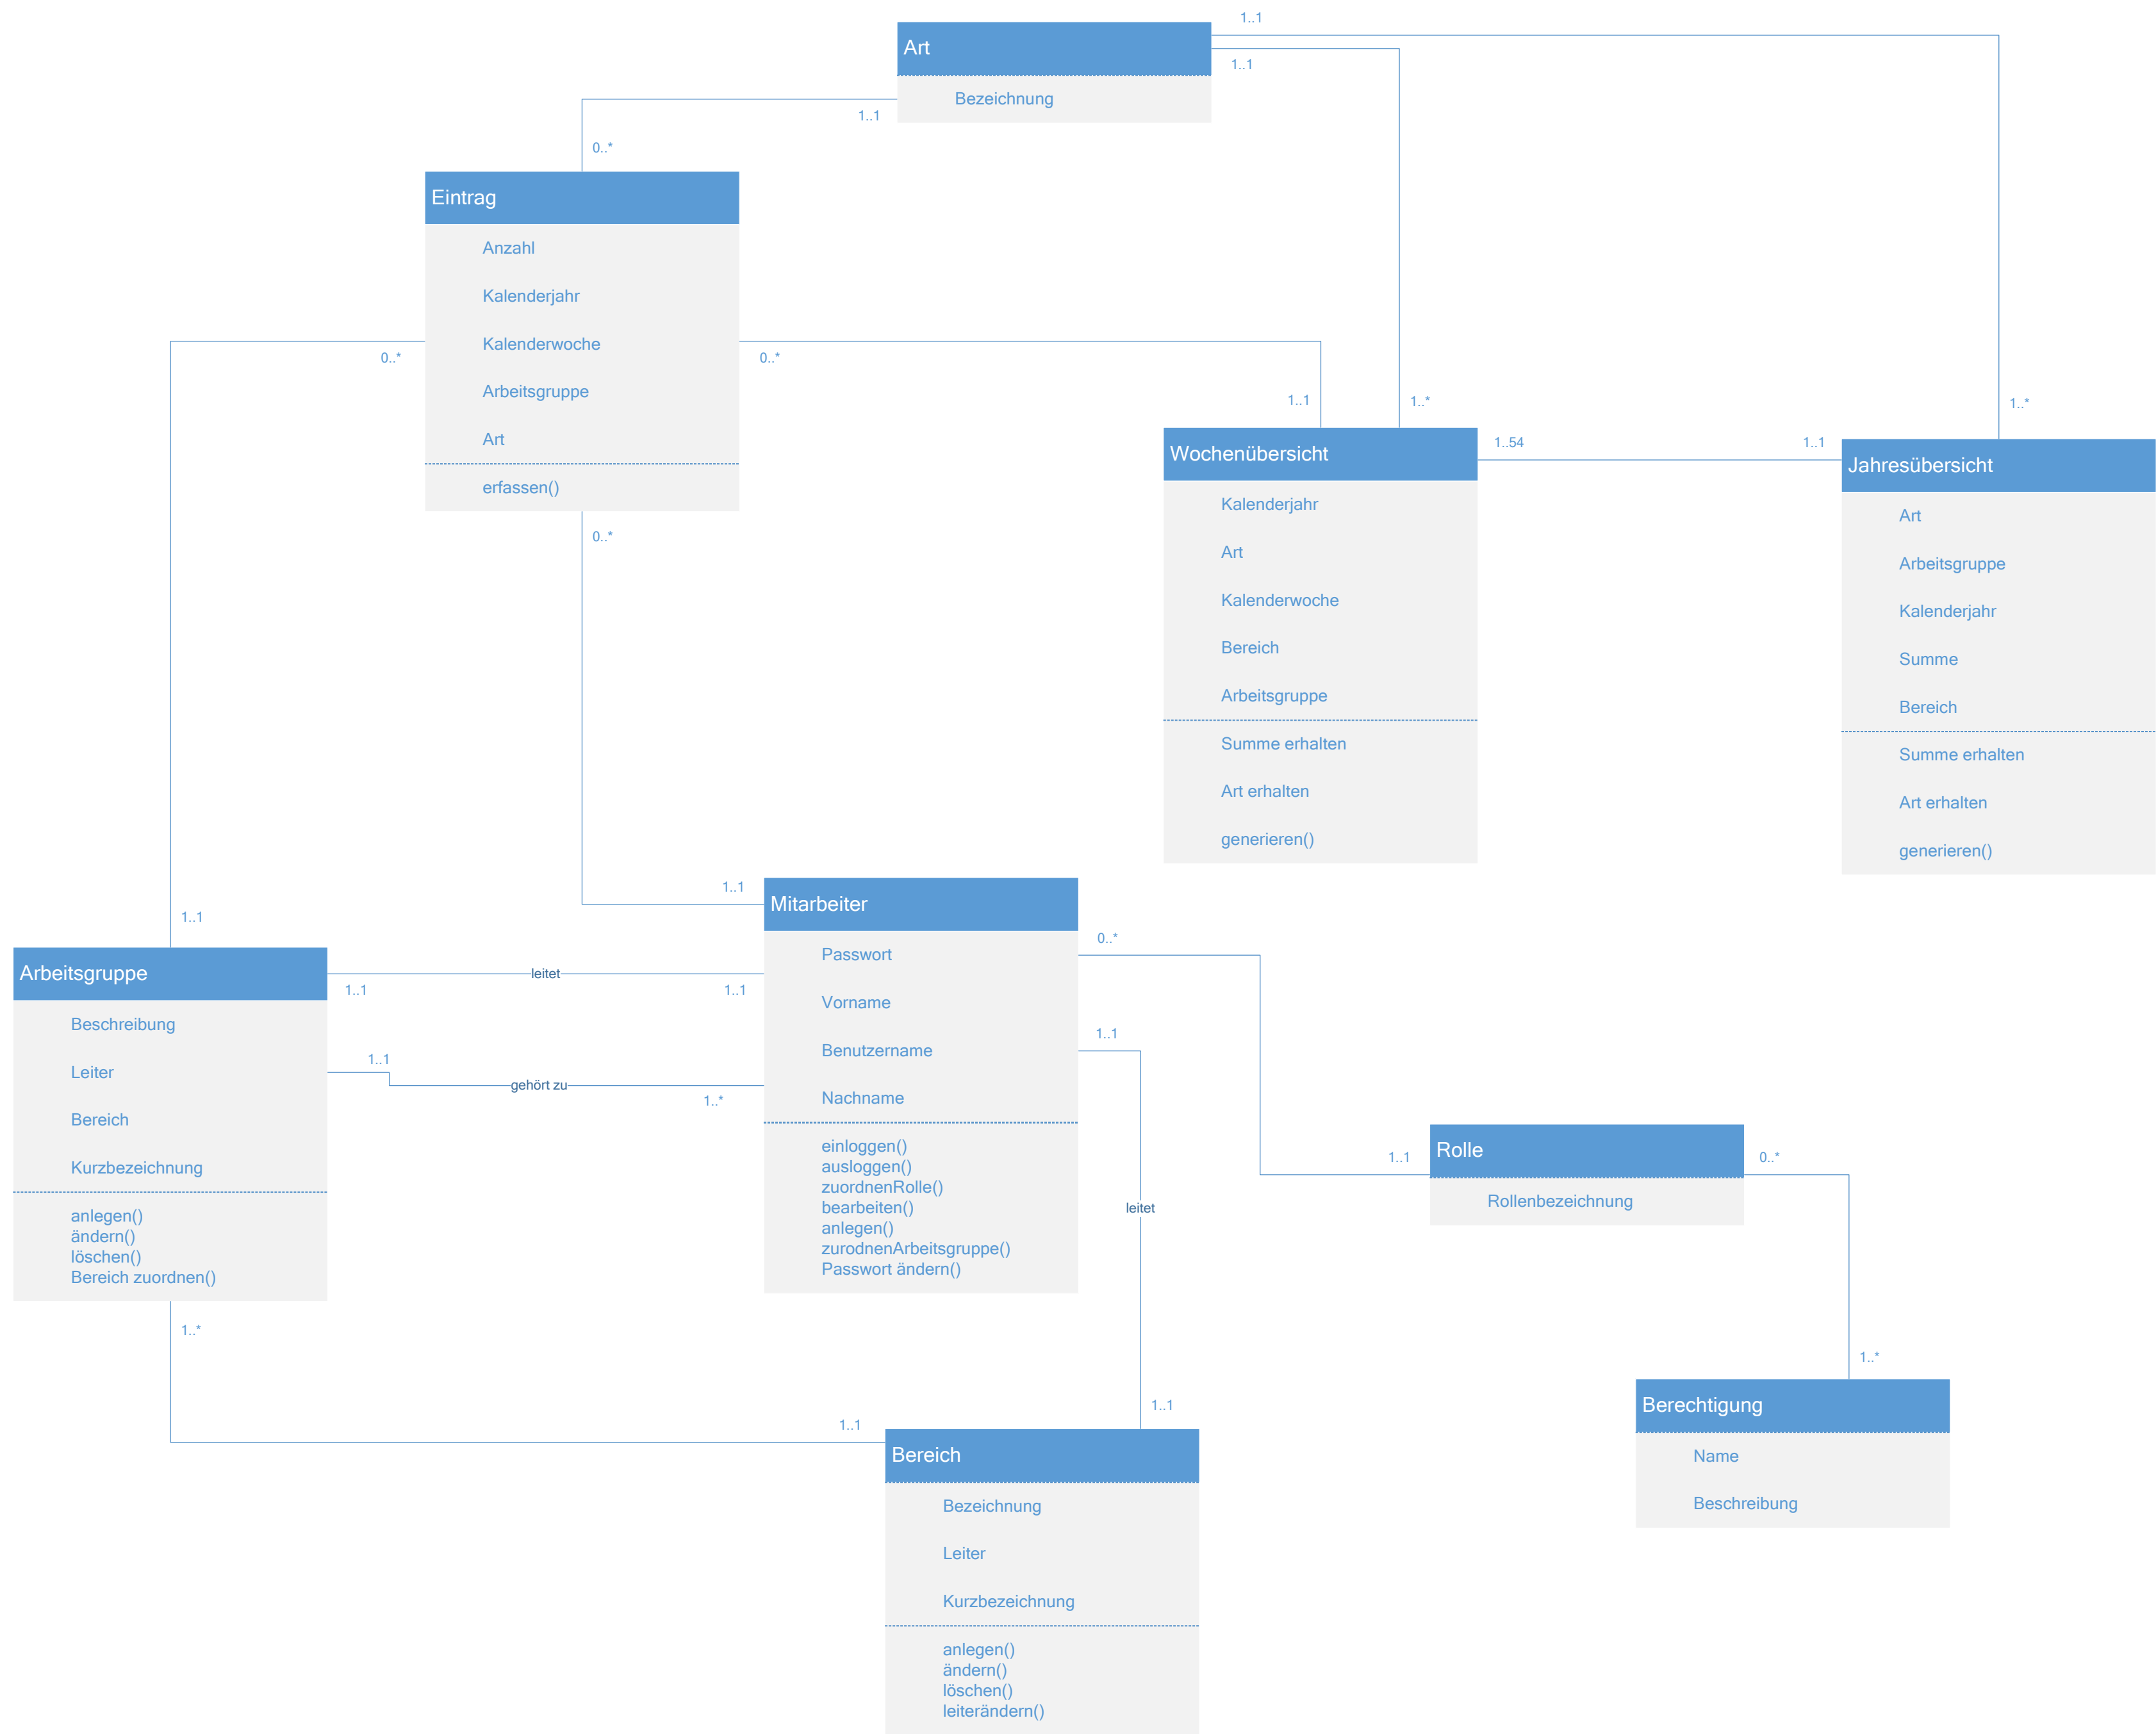 1..1
Art
1..1
Bezeichnung
1..1
0..*
Eintrag
Anzahl
Kalenderjahr
Kalenderwoche
Arbeitsgruppe
Art
erfassen()
0..*
0..*
0..*
1..1
1..*
1..*
Wochenübersicht
Kalenderjahr
Art
Kalenderwoche
Bereich
Arbeitsgruppe
Summe erhalten
Art erhalten
generieren()
1..54
1..1
Jahresübersicht
Art
Arbeitsgruppe
Kalenderjahr
Summe
Bereich
Summe erhalten
Art erhalten
generieren()
1..1
1..1
Arbeitsgruppe
Beschreibung
Leiter
Bereich
Kurzbezeichnung
anlegen()
ändern()
löschen()
Bereich zuordnen()
leitet
1..1
1..1
1..1
gehört zu
1..*
Mitarbeiter
Passwort
Vorname
Benutzername
Nachname
einloggen()
ausloggen()
zuordnenRolle()
bearbeiten()
anlegen()
zurodnenArbeitsgruppe()
Passwort ändern()
0..*
1..1
leitet
1..1
1..1
Rolle
Rollenbezeichnung
0..*
1..*
Berechtigung
Name
Beschreibung
1..*
1..1
Bereich
Bezeichnung
Leiter
Kurzbezeichnung
anlegen()
ändern()
löschen()
leiterändern()